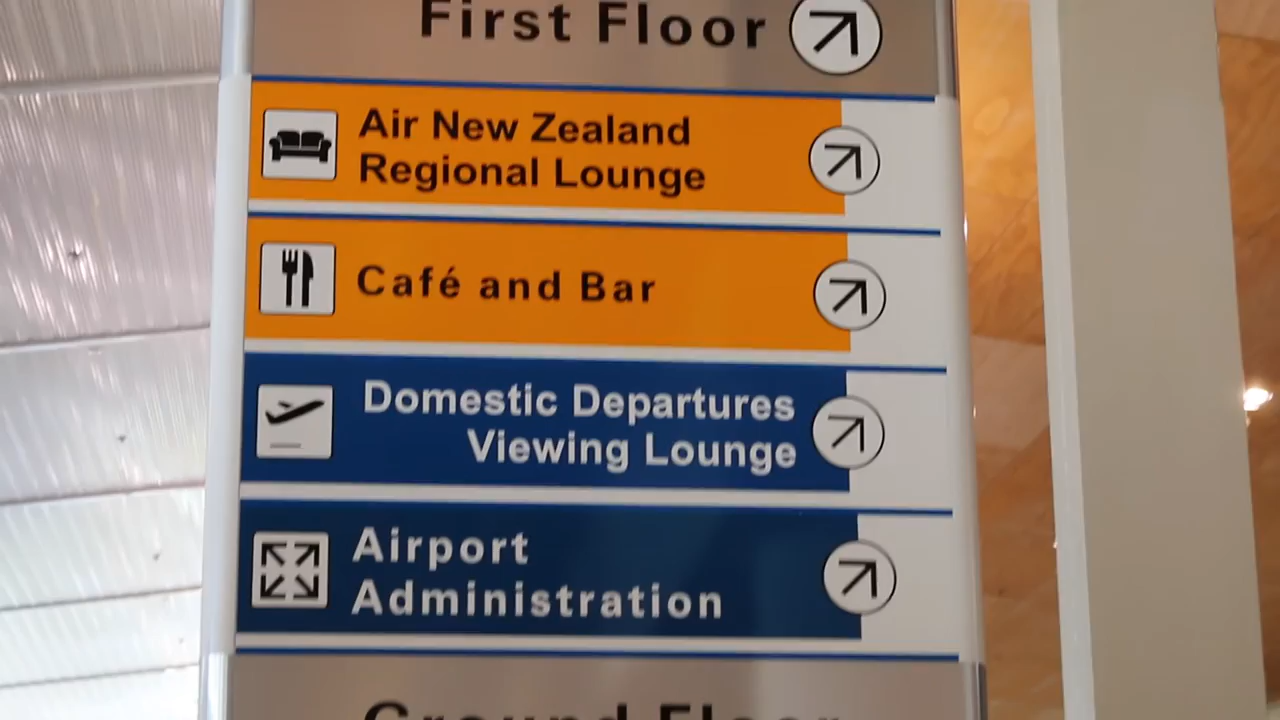 First Floor
Air New Zealand
Regional Lounge
Café and Bar
Domestic Departures
Viewing Lounge
Airport
Administration
Ground Floor